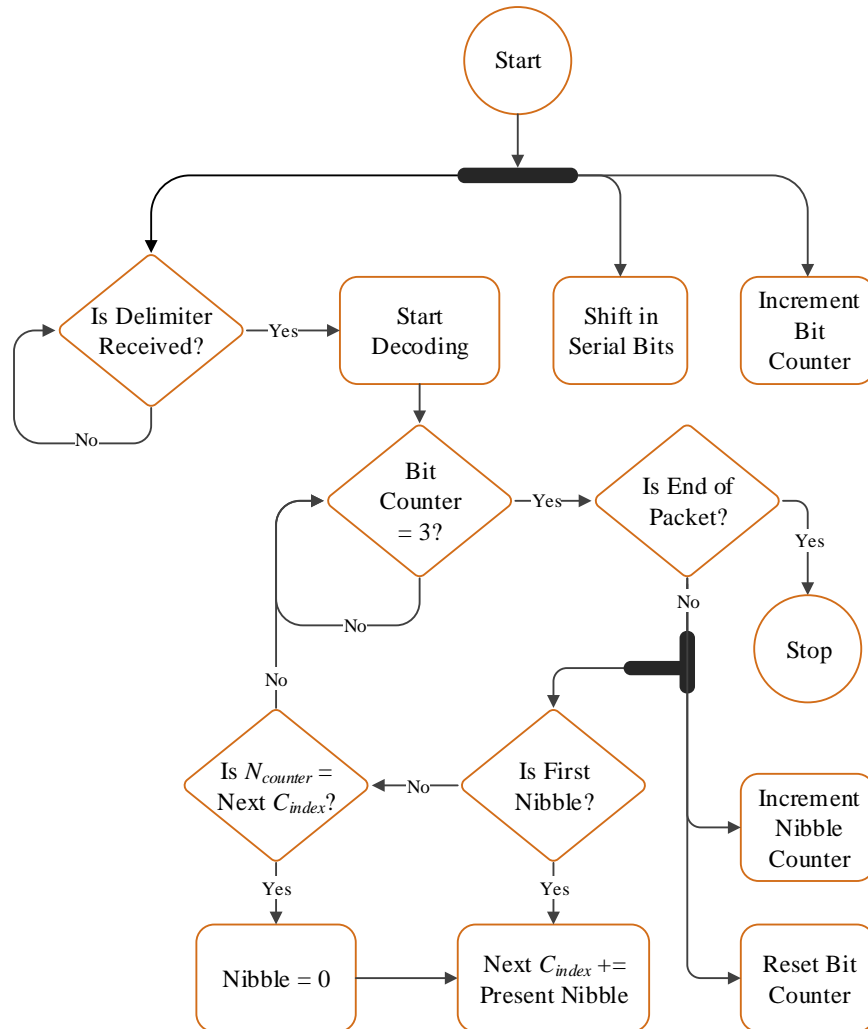 Start
Is Delimiter
Received?
Yes
No
Start
Decoding
Shift in
Serial Bits
Increment
Bit
Counter
Bit
Counter
= 3?
Yes
No
Is End of
Packet?
Yes
No
Stop
Is First
Nibble?
No
Yes
Is N_counter =
Next C_index?
No
Yes
Increment
Nibble
Counter
Nibble = 0
Next C_index +=
Present Nibble
Reset Bit
Counter